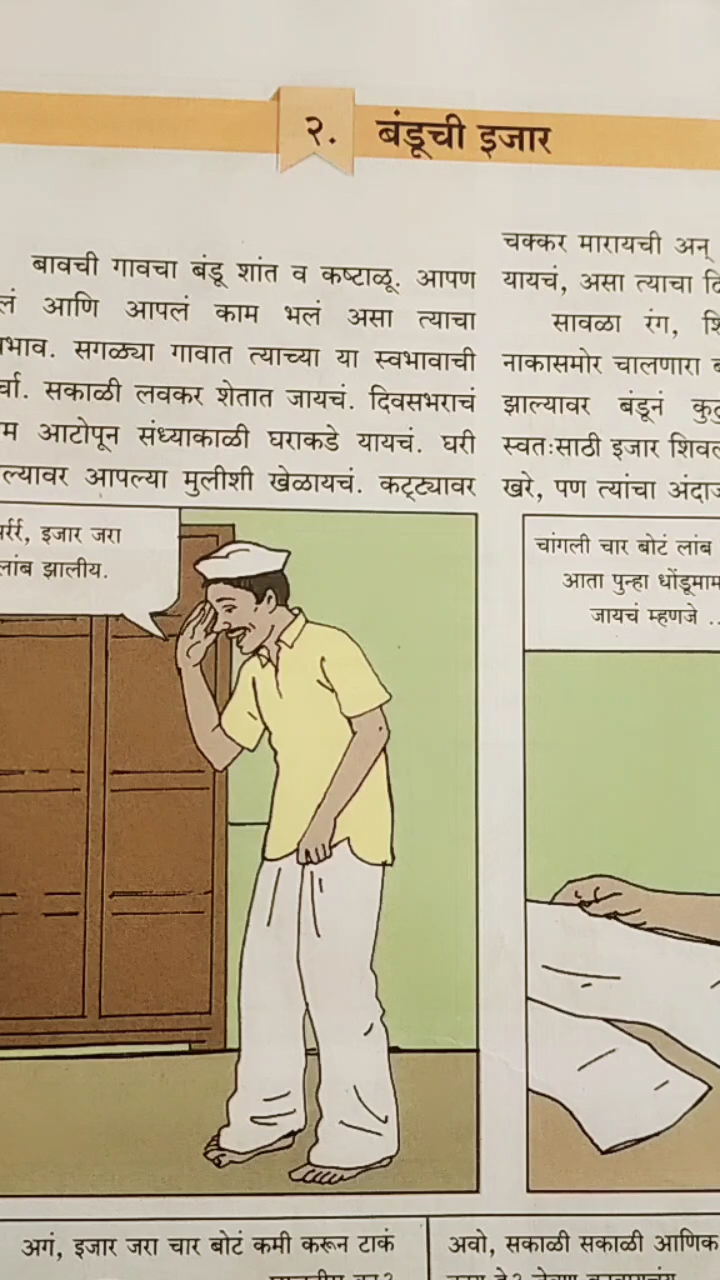 २. बंडूची इजार
बावची गावचा बंडू शांत व कष्टाळू. आपण
आणि आपलं काम भलं असा त्याचा
सगळ्या गावात त्याच्या या स्वभावाची
सकाळी लवकर शेतात जायचं. दिवसभराचं
आटोपून संध्याकाळी घराकडे यायचं. घरी
आपल्या मुलीशी खेळायचं. कट्ट्यावर
चक्कर मारायची अन्
यायचं, असा त्याचा
सावळा रंग,
नाकासमोर चालणारा
झाल्यावर बंडूनं
स्वतःसाठी इजार
खरे, पण त्यांचा
इजार जरा
लांब झालीय.
चांगली चार बोटं लांब
आता पुन्हा
जायचं म्हणजे ..
अगं, इजार जरा चार बोटं कमी करून टाकं
अवो, सकाळी सकाळी आणिक